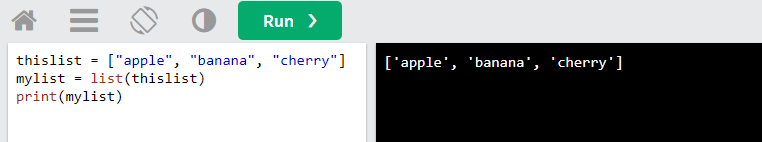 Run ❯
thislist = ["apple", "banana", "cherry"]
mylist = list(thislist)
print(mylist)
['apple', 'banana', 'cherry']